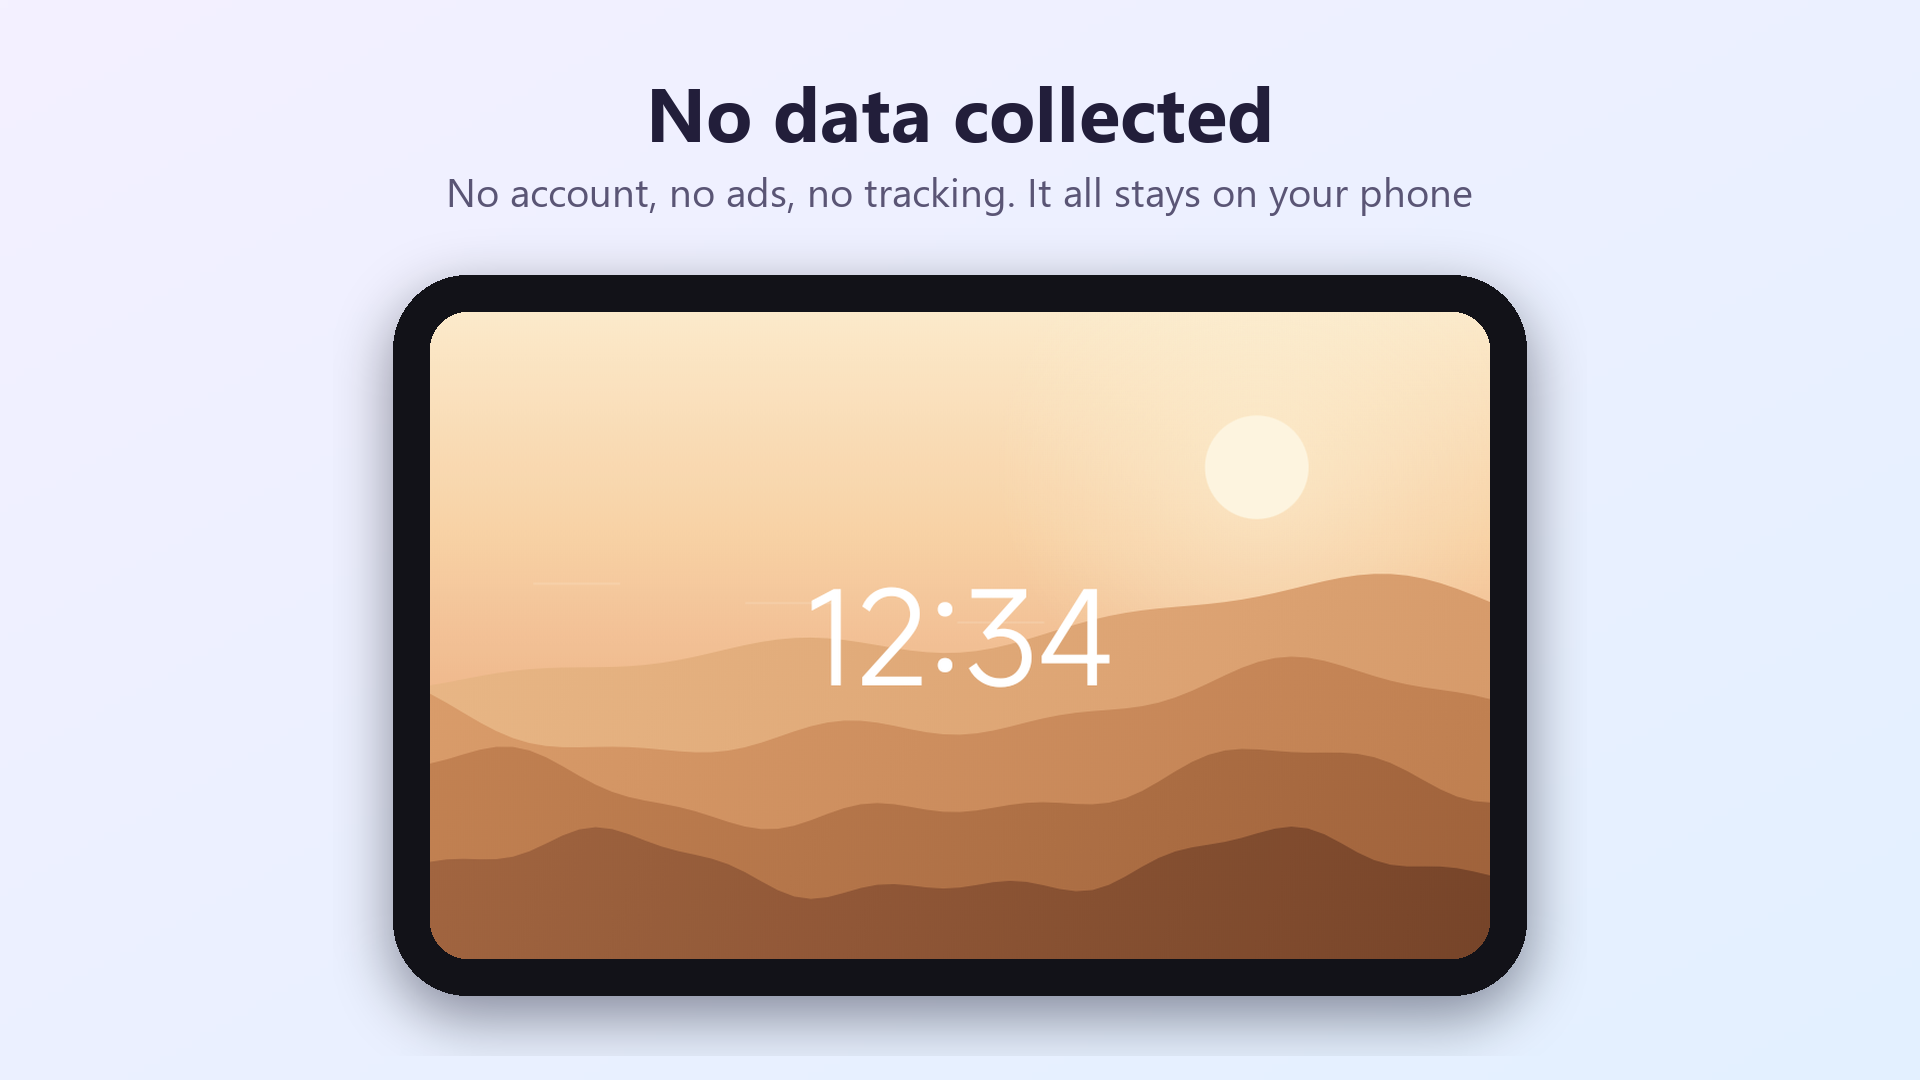 No data collected
No account, no ads, no tracking. It all stays on your phone
12:34